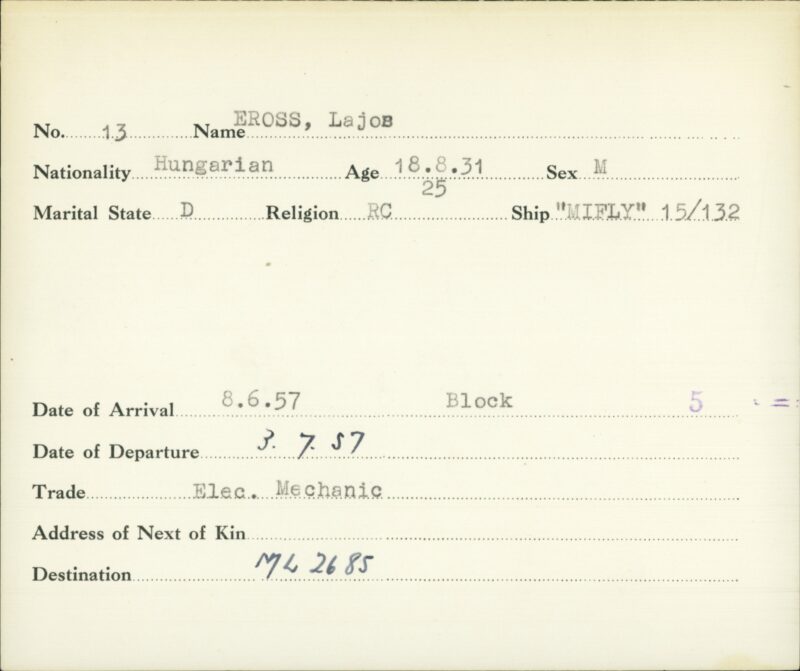 No. 13 Name EROSS, Lajos
Nationality Hungarian Age 18.8.31 Sex M
25
Marital State D Religion RC Ship "MIFLY" 15/132
Date of Arrival 8.6.57 Block 5
Date of Departure 3. 7. 57
Trade Elec. Mechanic
Address of Next of Kin
Destination ML 2685